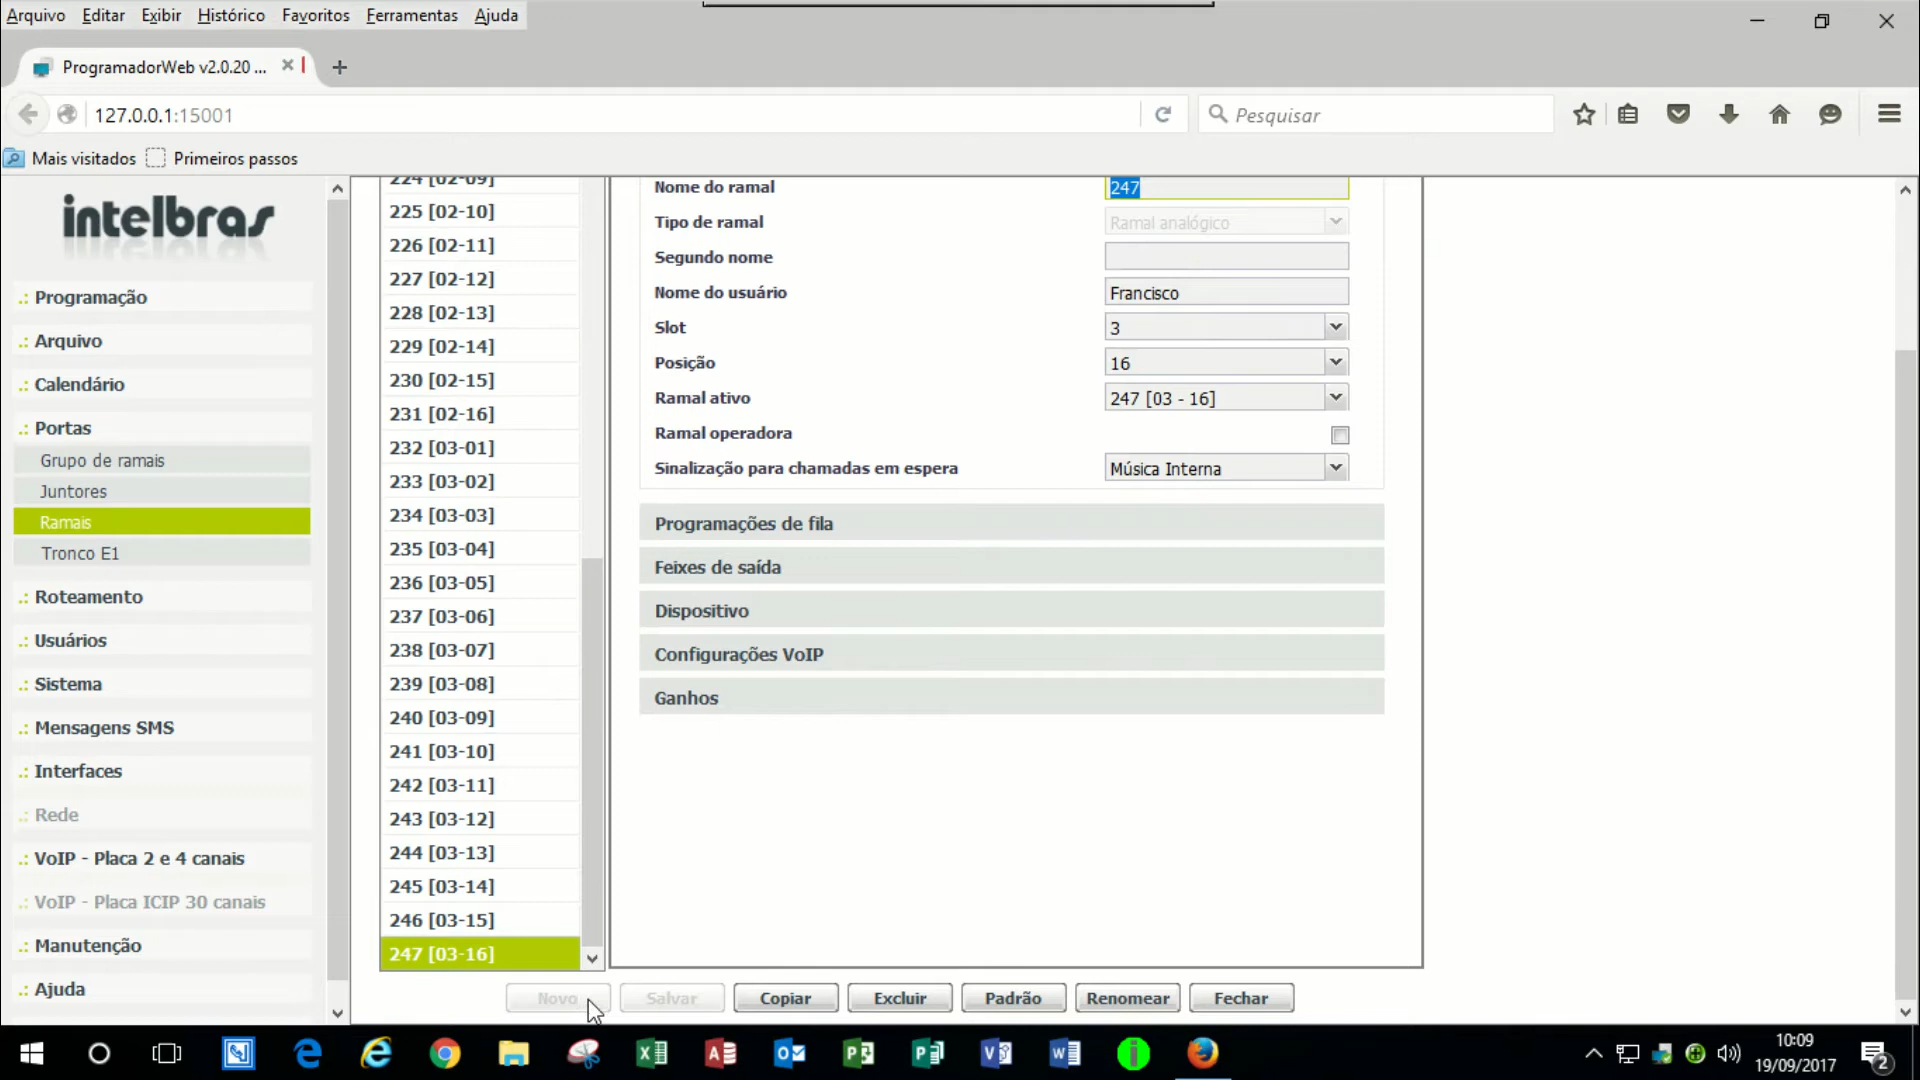 Arquivo Editar Exibir Histórico Favoritos Ferramentas Ajuda
ProgramadorWeb v2.0.20 ...
127.0.0.1:15001
Pesquisar
Mais visitados
Primeiros passos
intelbras
.: Programação
.: Arquivo
.: Calendário
.: Portas
Grupo de ramais
Juntores
Ramais
Tronco E1
.: Roteamento
.: Usuários
.: Sistema
.: Mensagens SMS
.: Interfaces
.: Rede
.: VoIP - Placa 2 e 4 canais
.: VoIP - Placa ICIP 30 canais
.: Manutenção
.: Ajuda
224 [02-09]
225 [02-10]
226 [02-11]
227 [02-12]
228 [02-13]
229 [02-14]
230 [02-15]
231 [02-16]
232 [03-01]
233 [03-02]
234 [03-03]
235 [03-04]
236 [03-05]
237 [03-06]
238 [03-07]
239 [03-08]
240 [03-09]
241 [03-10]
242 [03-11]
243 [03-12]
244 [03-13]
245 [03-14]
246 [03-15]
247 [03-16]
Nome do ramal 247
Tipo de ramal Ramal analógico
Segundo nome
Nome do usuário Francisco
Slot 3
Posição 16
Ramal ativo 247 [03 - 16]
Ramal operadora
Sinalização para chamadas em espera Música Interna
Programações de fila
Feixes de saída
Dispositivo
Configurações VoIP
Ganhos
Novo Salvar Copiar Excluir Padrão Renomear Fechar
10:09
19/09/2017
2